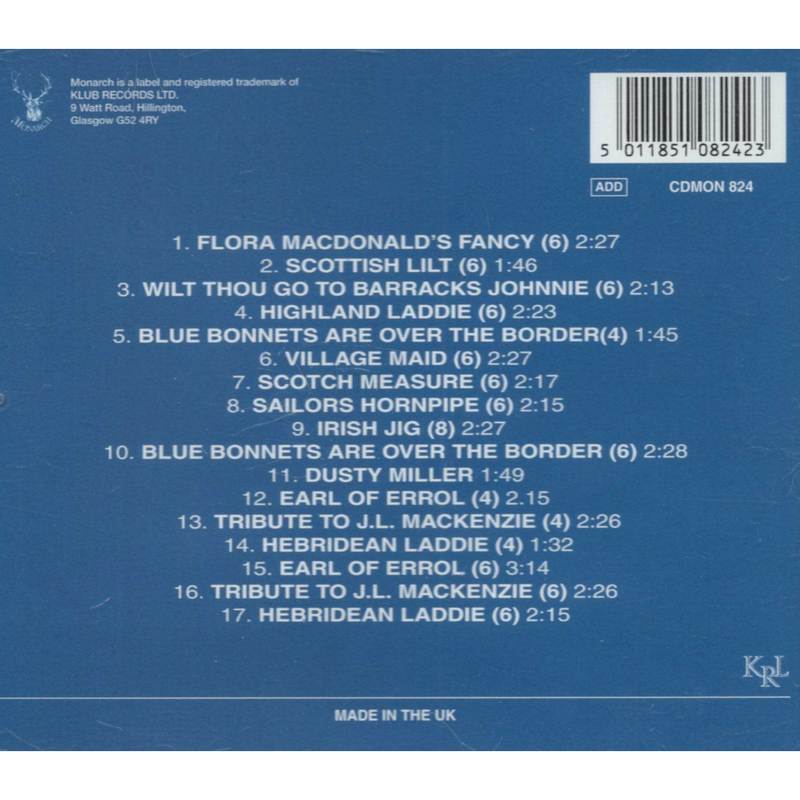 Monarch is a label and registered trademark of
KLUB RECORDS LTD.
9 Watt Road, Hillington,
Glasgow G52 4RY
MONARCH
5 011851 082423
ADD
CDMON 824
1. FLORA MACDONALD'S FANCY (6) 2:27
2. SCOTTISH LILT (6) 1:46
3. WILT THOU GO TO BARRACKS JOHNNIE (6) 2:13
4. HIGHLAND LADDIE (6) 2:23
5. BLUE BONNETS ARE OVER THE BORDER(4) 1:45
6. VILLAGE MAID (6) 2:27
7. SCOTCH MEASURE (6) 2:17
8. SAILORS HORNPIPE (6) 2:15
9. IRISH JIG (8) 2:27
10. BLUE BONNETS ARE OVER THE BORDER (6) 2:28
11. DUSTY MILLER 1:49
12. EARL OF ERROL (4) 2.15
13. TRIBUTE TO J.L. MACKENZIE (4) 2:26
14. HEBRIDEAN LADDIE (4) 1:32
15. EARL OF ERROL (6) 3:14
16. TRIBUTE TO J.L. MACKENZIE (6) 2:26
17. HEBRIDEAN LADDIE (6) 2:15
KRL
MADE IN THE UK